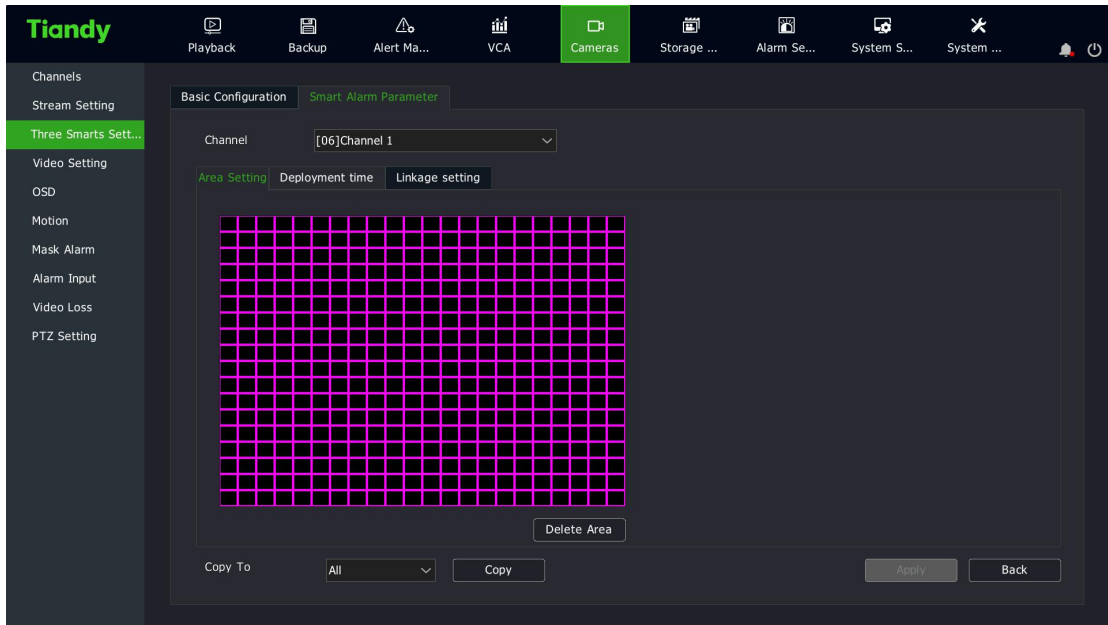 Tiandy
Playback
Backup
Alert Ma...
VCA
Cameras
Storage ...
Alarm Se...
System S...
System ...
Channels
Stream Setting
Three Smarts Sett...
Video Setting
OSD
Motion
Mask Alarm
Alarm Input
Video Loss
PTZ Setting
Basic Configuration
Smart Alarm Parameter
Channel
[06]Channel 1
Area Setting
Deployment time
Linkage setting
Delete Area
Copy To
All
Copy
Apply
Back